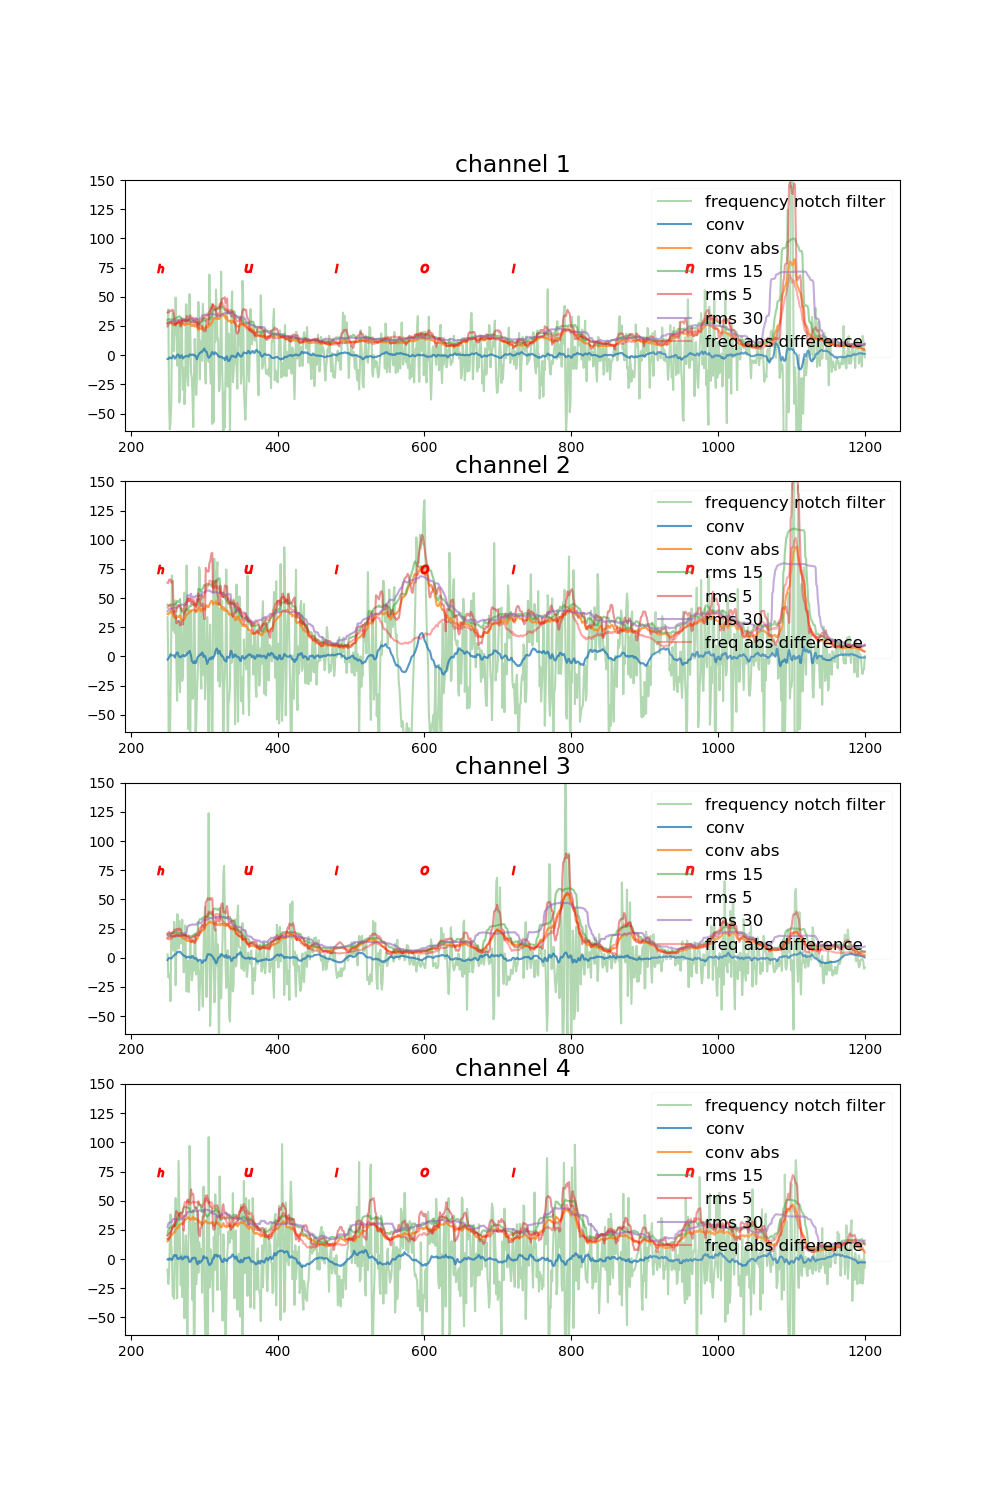 channel 1
150
125
100
75
50
25
0
−25
−50
h u l o l n
frequency notch filter
conv
conv abs
rms 15
rms 5
rms 30
freq abs difference
200 400 600 800 1000 1200
channel 2
150
125
100
75
50
25
0
−25
−50
h u l o l n
frequency notch filter
conv
conv abs
rms 15
rms 5
rms 30
freq abs difference
200 400 600 800 1000 1200
channel 3
150
125
100
75
50
25
0
−25
−50
h u l o l n
frequency notch filter
conv
conv abs
rms 15
rms 5
rms 30
freq abs difference
200 400 600 800 1000 1200
channel 4
150
125
100
75
50
25
0
−25
−50
h u l o l n
frequency notch filter
conv
conv abs
rms 15
rms 5
rms 30
freq abs difference
200 400 600 800 1000 1200